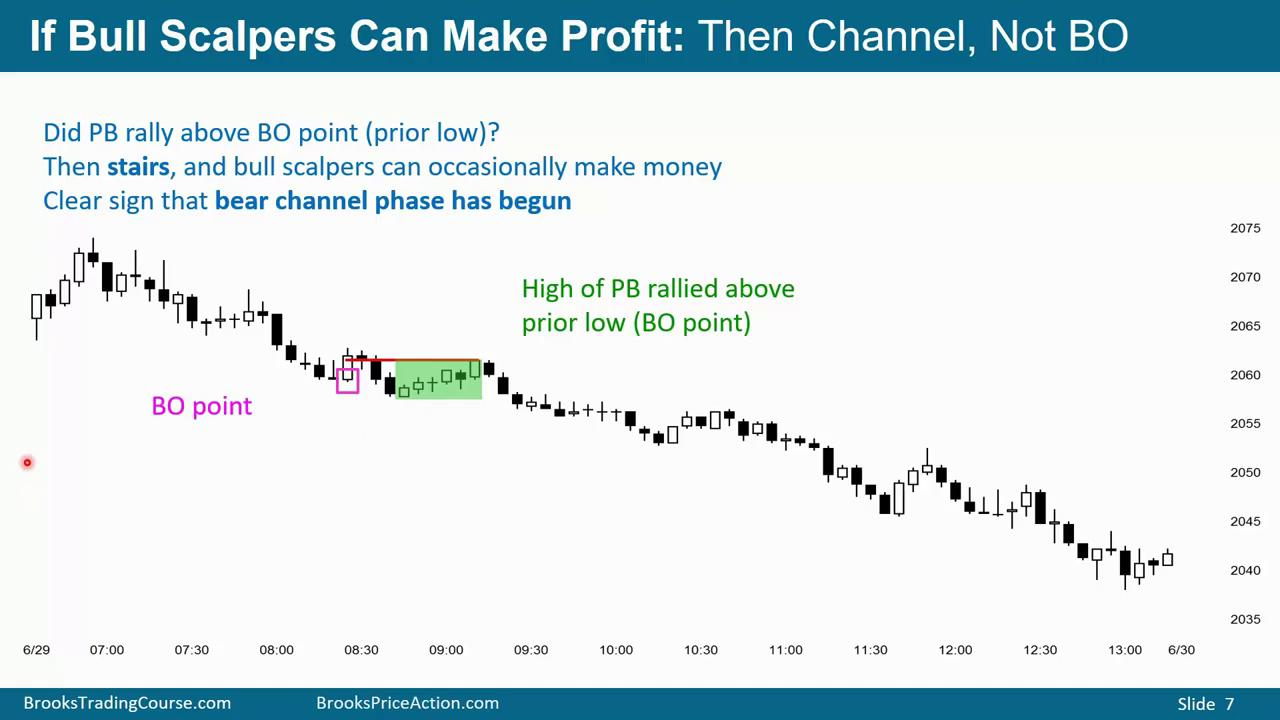 If Bull Scalpers Can Make Profit: Then Channel, Not BO
Did PB rally above BO point (prior low)?
Then stairs, and bull scalpers can occasionally make money
Clear sign that bear channel phase has begun
High of PB rallied above
prior low (BO point)
BO point
2075
2070
2065
2060
2055
2050
2045
2040
2035
6/29 07:00 07:30 08:00 08:30 09:00 09:30 10:00 10:30 11:00 11:30 12:00 12:30 13:00 6/30
BrooksTradingCourse.com BrooksPriceAction.com Slide 7